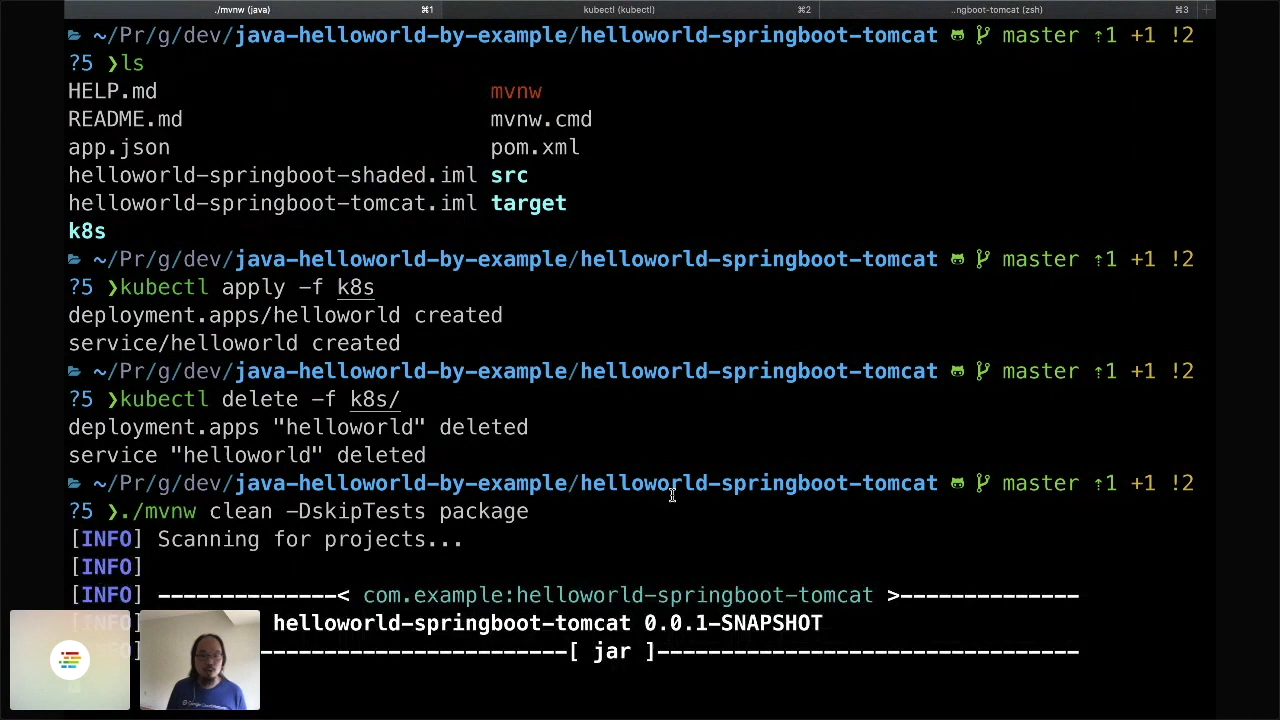 ./mvnw (java) ⌘1 kubectl (kubectl) ⌘2 ..ngboot-tomcat (zsh) ⌘3 +
~/Pr/g/dev/java-helloworld-by-example/helloworld-springboot-tomcat master ⇡1 +1 !2
?5 ❯ls
HELP.md mvnw
README.md mvnw.cmd
app.json pom.xml
helloworld-springboot-shaded.iml src
helloworld-springboot-tomcat.iml target
k8s
~/Pr/g/dev/java-helloworld-by-example/helloworld-springboot-tomcat master ⇡1 +1 !2
?5 ❯kubectl apply -f k8s
deployment.apps/helloworld created
service/helloworld created
~/Pr/g/dev/java-helloworld-by-example/helloworld-springboot-tomcat master ⇡1 +1 !2
?5 ❯kubectl delete -f k8s/
deployment.apps "helloworld" deleted
service "helloworld" deleted
~/Pr/g/dev/java-helloworld-by-example/helloworld-springboot-tomcat master ⇡1 +1 !2
?5 ❯./mvnw clean -DskipTests package
[INFO] Scanning for projects...
[INFO]
[INFO] --------------< com.example:helloworld-springboot-tomcat >--------------
helloworld-springboot-tomcat 0.0.1-SNAPSHOT
]------------------------[ jar ]---------------------------------